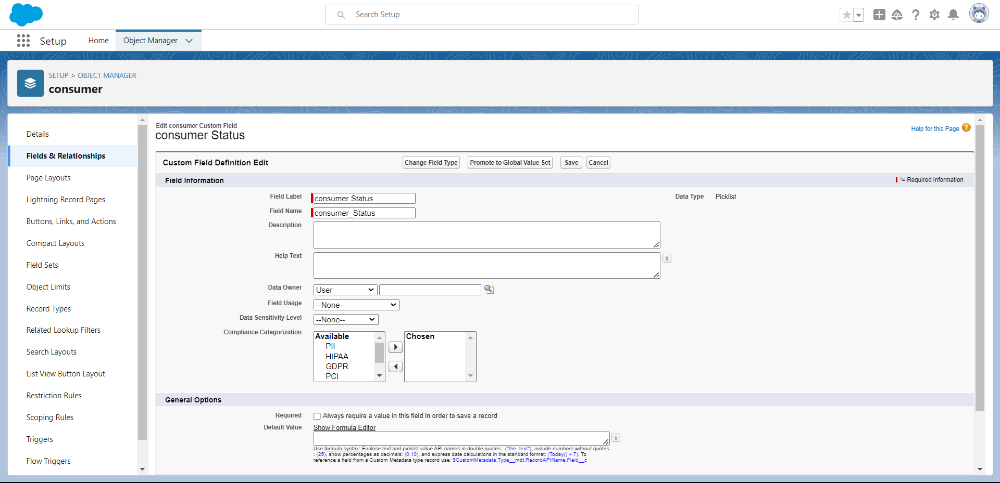 Search Setup
Setup
Home
Object Manager
SETUP > OBJECT MANAGER
consumer
Details
Fields & Relationships
Page Layouts
Lightning Record Pages
Buttons, Links, and Actions
Compact Layouts
Field Sets
Object Limits
Record Types
Related Lookup Filters
Search Layouts
List View Button Layout
Restriction Rules
Scoping Rules
Triggers
Flow Triggers
Edit consumer Custom Field
consumer Status
Help for this Page
Custom Field Definition Edit
Change Field Type
Promote to Global Value Set
Save
Cancel
Field Information
*= Required Information
Field Label
consumer Status
Data Type
Picklist
Field Name
consumer_Status
Description
Help Text
Data Owner
User
Field Usage
--None--
Data Sensitivity Level
--None--
Compliance Categorization
Available
PII
HIPAA
GDPR
PCI
Chosen
General Options
Required
Always require a value in this field in order to save a record
Default Value
Show Formula Editor
Use formula syntax: Enclose text and picklist value API names in double quotes : ("the_text"), include numbers without quotes
: (25), show percentages as decimals: (0.10), and express date calculations in the standard format: (Today() + 7), To
reference a field from a Custom Metadata type record use: $CustomMetadata.Type__mdt.RecordAPIName.Field__c